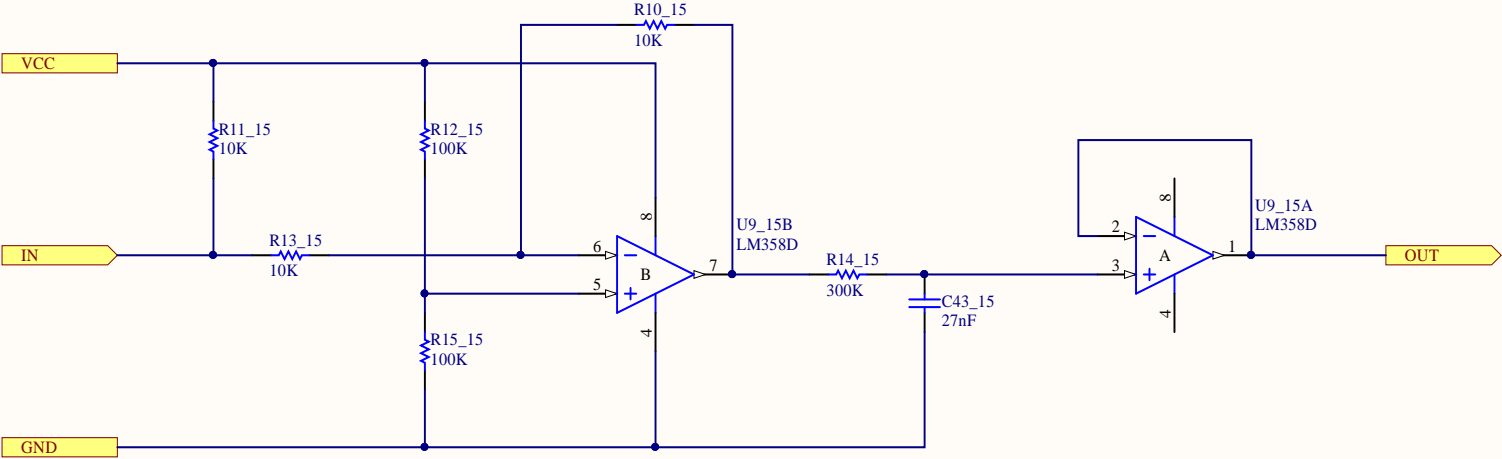 R10_15
10K
VCC
R11_15
10K
R12_15
100K
8
U9_15B
LM358D
IN
R13_15
10K
6
5
B
7
4
R14_15
300K
C43_15
27nF
8
U9_15A
LM358D
2
3
A
1
4
OUT
R15_15
100K
GND